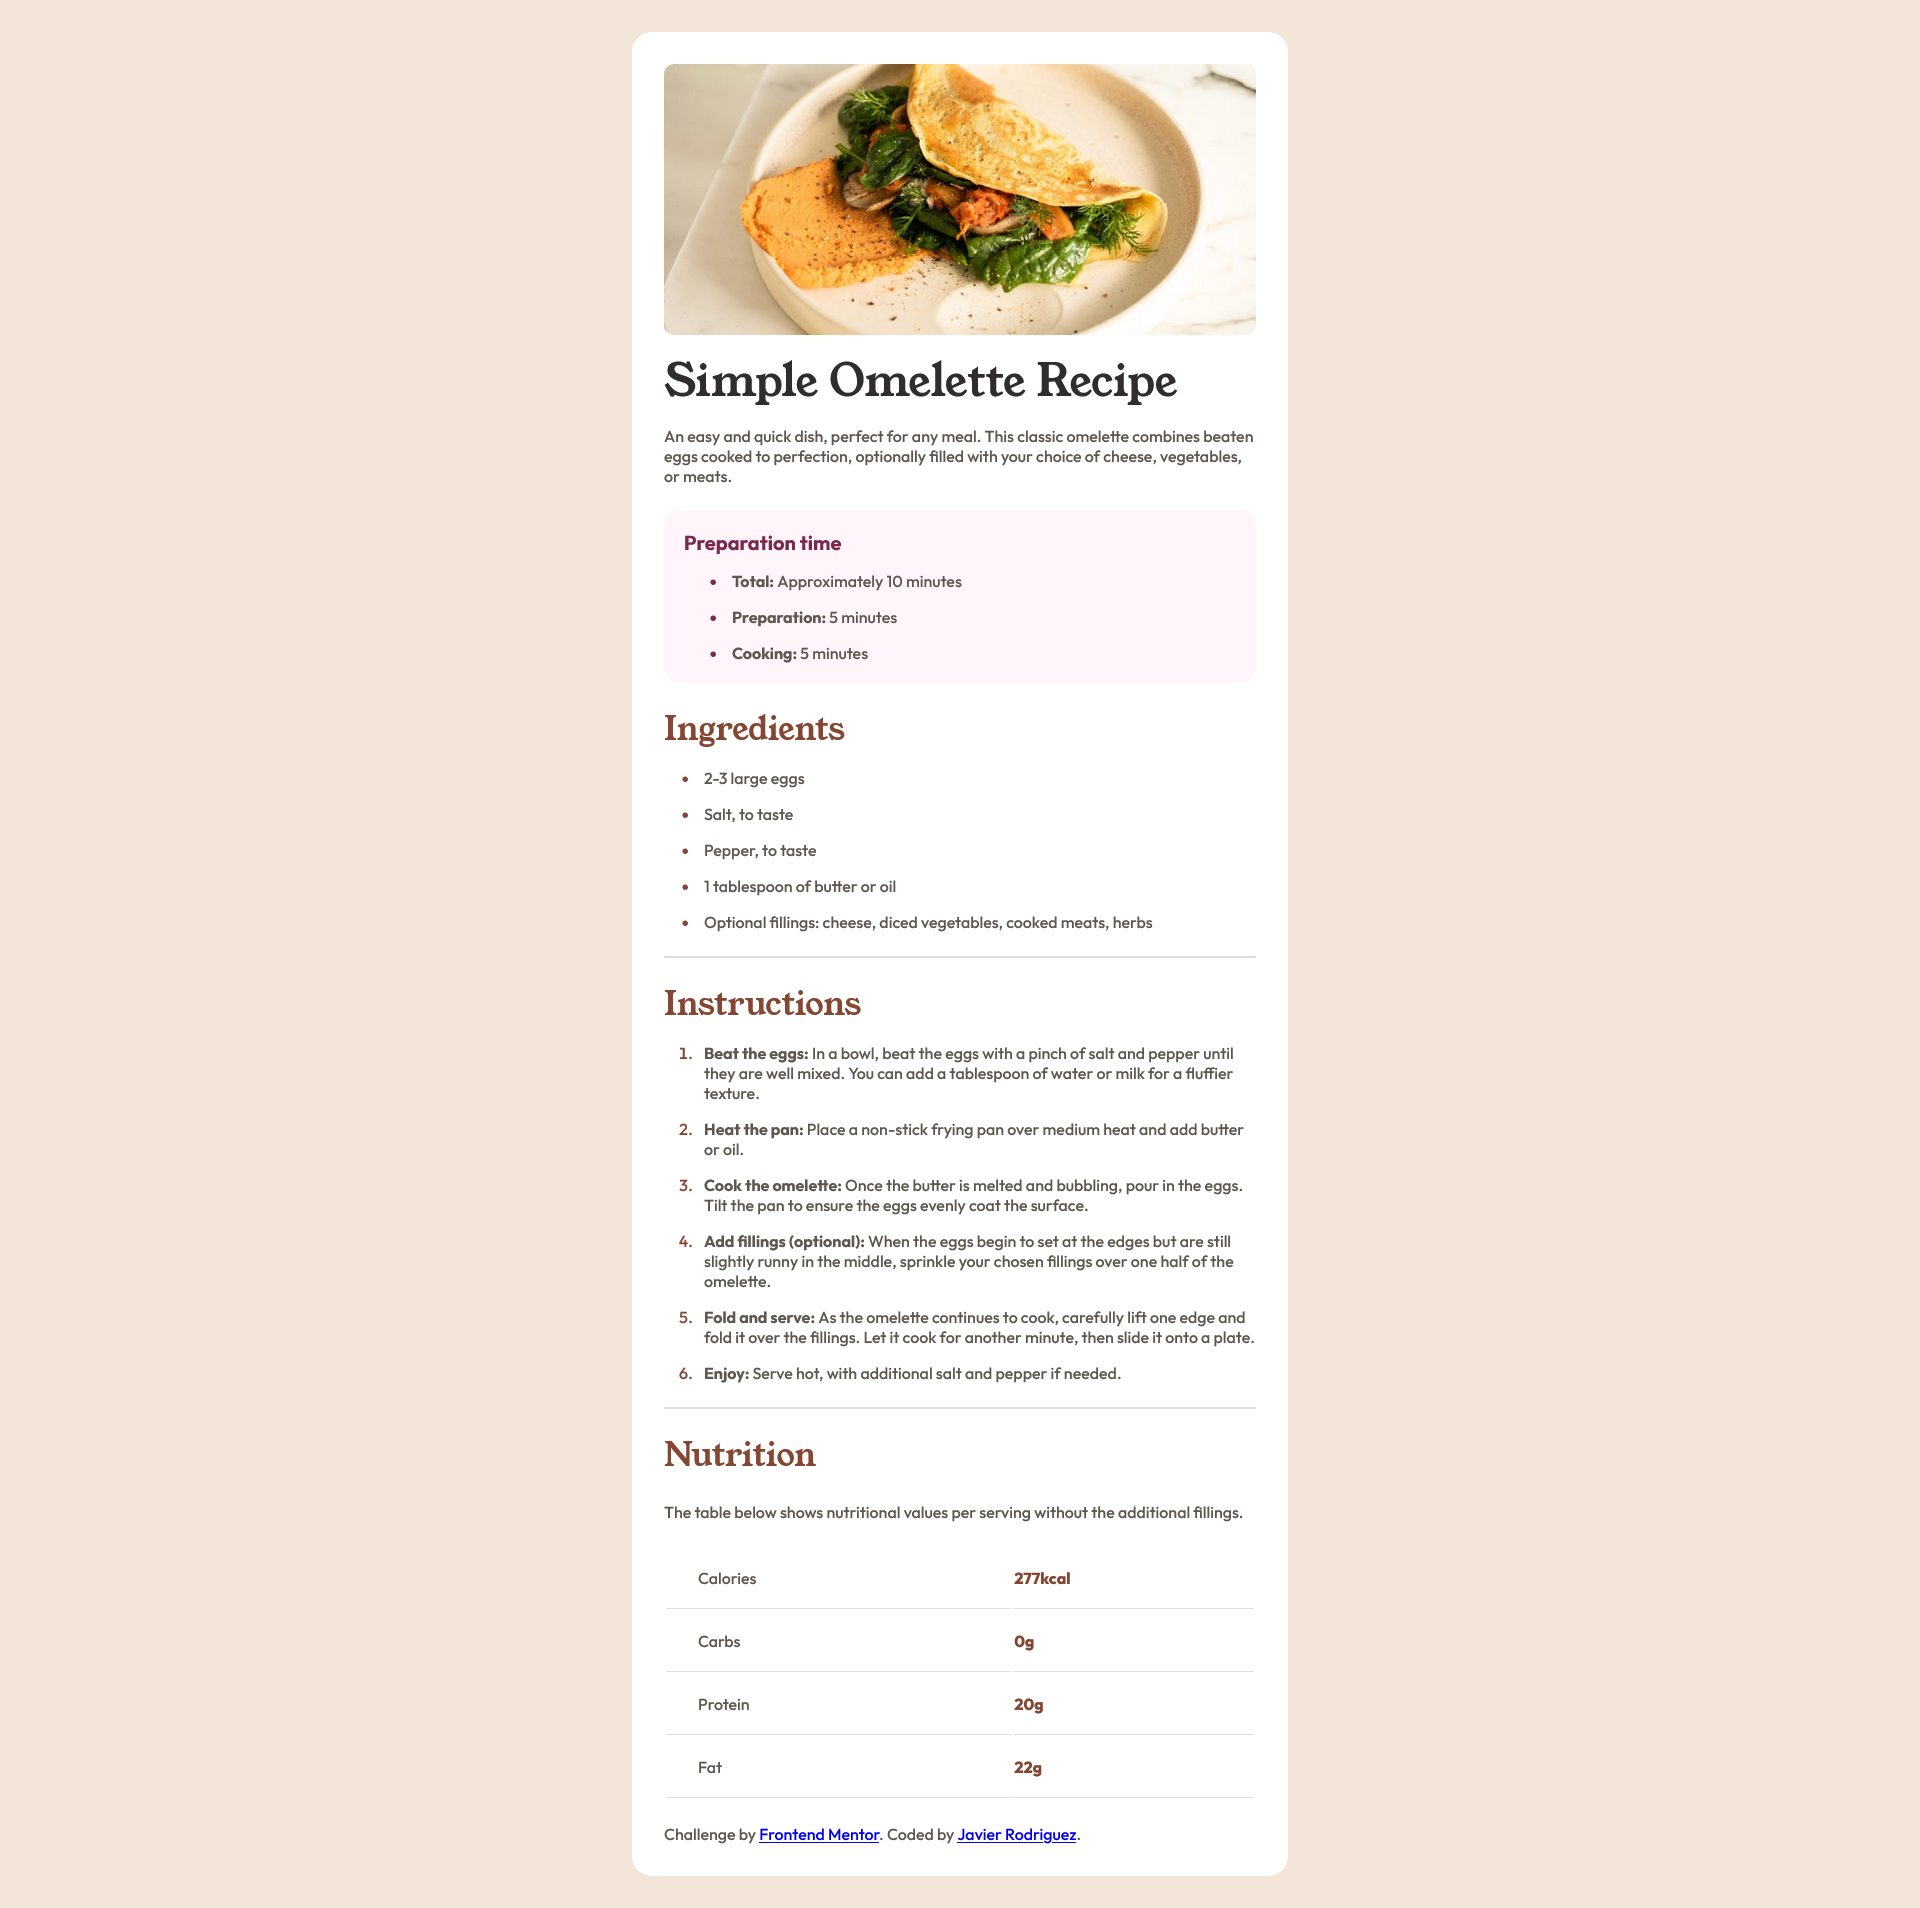 Simple Omelette Recipe
An easy and quick dish, perfect for any meal. This classic omelette combines beaten
eggs cooked to perfection, optionally filled with your choice of cheese, vegetables,
or meats.
Preparation time
• Total: Approximately 10 minutes
• Preparation: 5 minutes
• Cooking: 5 minutes
Ingredients
• 2-3 large eggs
• Salt, to taste
• Pepper, to taste
• 1 tablespoon of butter or oil
• Optional fillings: cheese, diced vegetables, cooked meats, herbs
Instructions
1. Beat the eggs: In a bowl, beat the eggs with a pinch of salt and pepper until
they are well mixed. You can add a tablespoon of water or milk for a fluffier
texture.
2. Heat the pan: Place a non-stick frying pan over medium heat and add butter
or oil.
3. Cook the omelette: Once the butter is melted and bubbling, pour in the eggs.
Tilt the pan to ensure the eggs evenly coat the surface.
4. Add fillings (optional): When the eggs begin to set at the edges but are still
slightly runny in the middle, sprinkle your chosen fillings over one half of the
omelette.
5. Fold and serve: As the omelette continues to cook, carefully lift one edge and
fold it over the fillings. Let it cook for another minute, then slide it onto a plate.
6. Enjoy: Serve hot, with additional salt and pepper if needed.
Nutrition
The table below shows nutritional values per serving without the additional fillings.
Calories 277kcal
Carbs 0g
Protein 20g
Fat 22g
Challenge by Frontend Mentor. Coded by Javier Rodriguez.